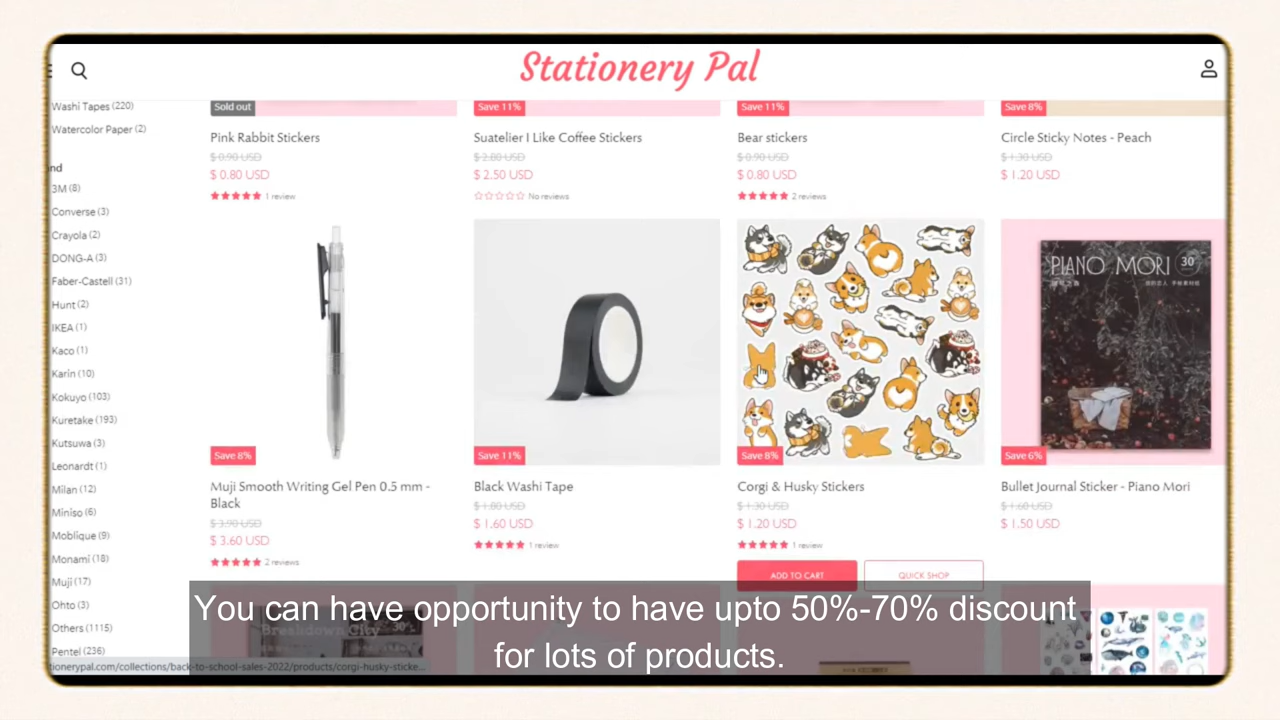 Stationery Pal
Washi Tapes (220)
Watercolor Paper (2)
nd
3M (8)
Converse (3)
Crayola (2)
DONG-A (3)
Faber-Castell (31)
Hunt (2)
IKEA (1)
Kaco (1)
Karin (10)
Kokuyo (103)
Kuretake (193)
Kutsuwa (3)
Leonardt (1)
Milan (12)
Miniso (6)
Moblique (9)
Monami (18)
Muji (17)
Ohto (3)
Others (1115)
Pentel (236)
Sold out
Pink Rabbit Stickers
$ 0.90 USD
$ 0.80 USD
1 review
Save 11%
Suatelier I Like Coffee Stickers
$ 2.80 USD
$ 2.50 USD
No reviews
Save 11%
Bear stickers
$ 0.90 USD
$ 0.80 USD
2 reviews
Save 8%
Circle Sticky Notes - Peach
$ 1.30 USD
$ 1.20 USD
Save 8%
Muji Smooth Writing Gel Pen 0.5 mm -
Black
$ 3.90 USD
$ 3.60 USD
2 reviews
Save 11%
Black Washi Tape
$ 1.80 USD
$ 1.60 USD
1 review
Save 8%
Corgi & Husky Stickers
$ 1.30 USD
$ 1.20 USD
1 review
ADD TO CART
QUICK SHOP
PIANO MORI 30
Save 6%
Bullet Journal Sticker - Piano Mori
$ 1.60 USD
$ 1.50 USD
Breakdown City
tionerypal.com/collections/back-to-school-sales-2022/products/corgi-husky-sticke...
You can have opportunity to have upto 50%-70% discount
for lots of products.